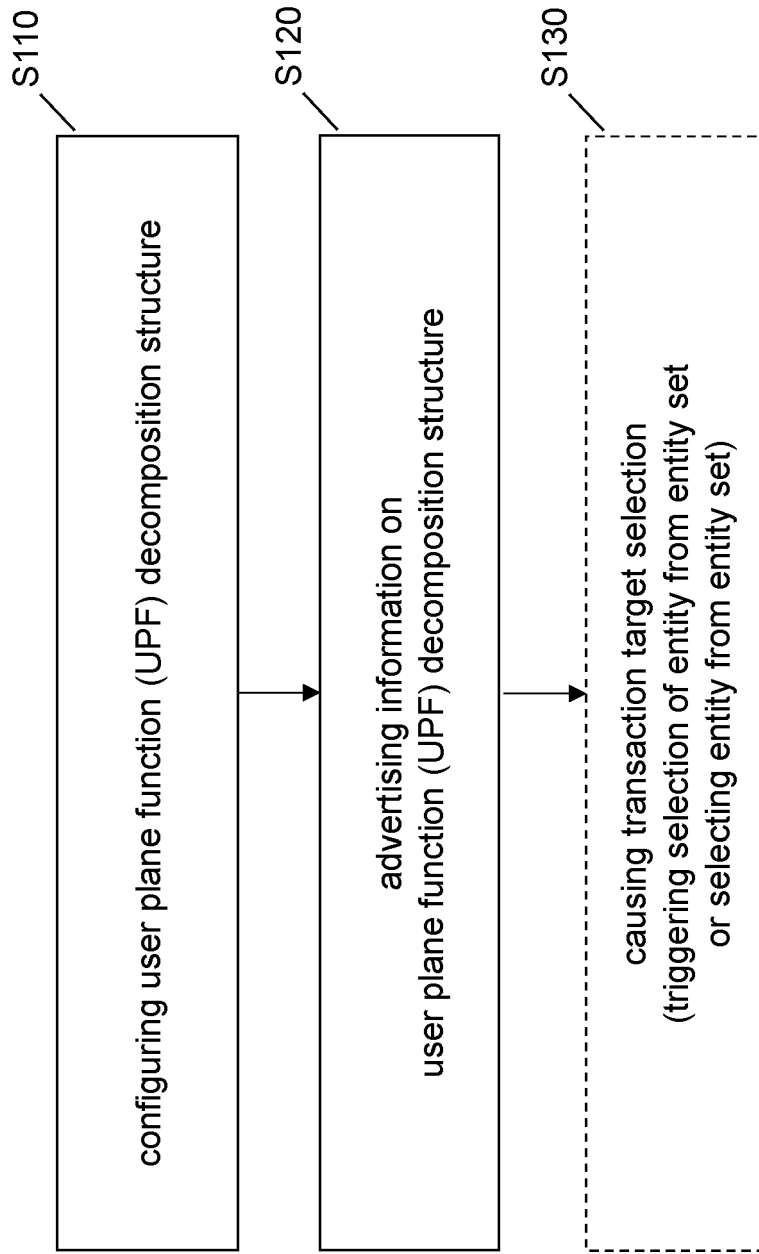 S110
configuring user plane function (UPF) decomposition structure
S120
advertising information on
user plane function (UPF) decomposition structure
S130
causing transaction target selection
(triggering selection of entity from entity set
or selecting entity from entity set)